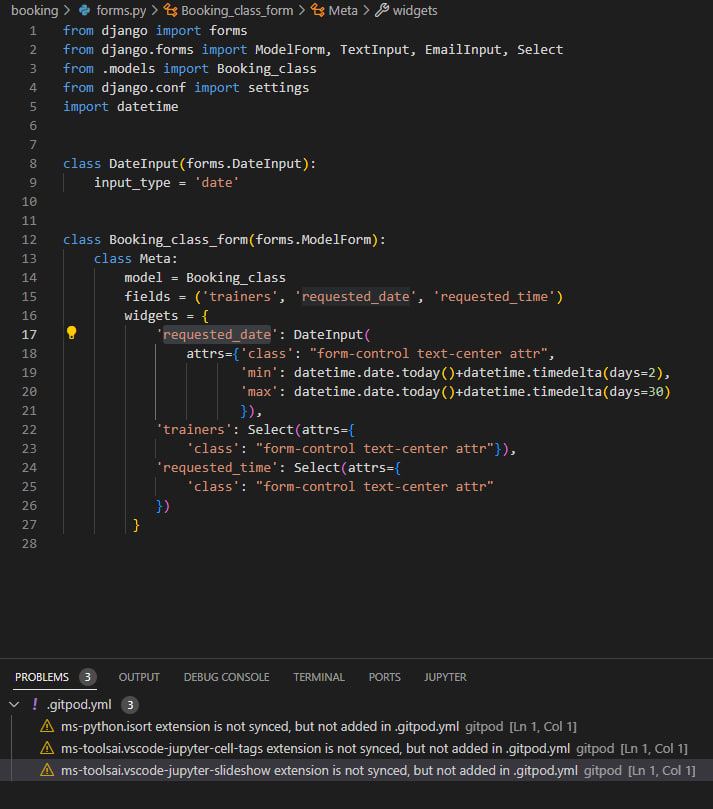 booking > forms.py > Booking_class_form > Meta > widgets
1 from django import forms
2 from django.forms import ModelForm, TextInput, EmailInput, Select
3 from .models import Booking_class
4 from django.conf import settings
5 import datetime
6
7
8 class DateInput(forms.DateInput):
9     input_type = 'date'
10
11
12 class Booking_class_form(forms.ModelForm):
13     class Meta:
14         model = Booking_class
15         fields = ('trainers', 'requested_date', 'requested_time')
16         widgets = {
17             'requested_date': DateInput(
18                 attrs={'class': "form-control text-center attr",
19                        'min': datetime.date.today()+datetime.timedelta(days=2),
20                        'max': datetime.date.today()+datetime.timedelta(days=30)
21                        }),
22             'trainers': Select(attrs={
23                 'class': "form-control text-center attr"}),
24             'requested_time': Select(attrs={
25                 'class': "form-control text-center attr"
26             })
27          }
28
PROBLEMS 3 OUTPUT DEBUG CONSOLE TERMINAL PORTS JUPYTER
! .gitpod.yml 3
ms-python.isort extension is not synced, but not added in .gitpod.yml gitpod [Ln 1, Col 1]
ms-toolsai.vscode-jupyter-cell-tags extension is not synced, but not added in .gitpod.yml gitpod [Ln 1, Col 1]
ms-toolsai.vscode-jupyter-slideshow extension is not synced, but not added in .gitpod.yml gitpod [Ln 1, Col 1]